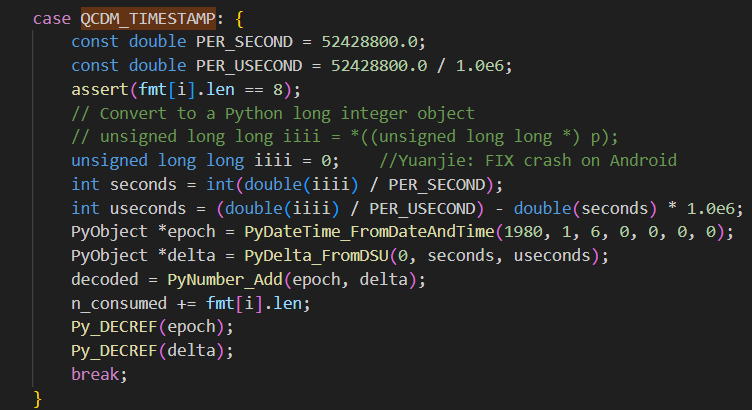 case QCDM_TIMESTAMP: {
    const double PER_SECOND = 52428800.0;
    const double PER_USECOND = 52428800.0 / 1.0e6;
    assert(fmt[i].len == 8);
    // Convert to a Python long integer object
    // unsigned long long iiii = *((unsigned long long *) p);
    unsigned long long iiii = 0;    //Yuanjie: FIX crash on Android
    int seconds = int(double(iiii) / PER_SECOND);
    int useconds = (double(iiii) / PER_USECOND) - double(seconds) * 1.0e6;
    PyObject *epoch = PyDateTime_FromDateAndTime(1980, 1, 6, 0, 0, 0, 0);
    PyObject *delta = PyDelta_FromDSU(0, seconds, useconds);
    decoded = PyNumber_Add(epoch, delta);
    n_consumed += fmt[i].len;
    Py_DECREF(epoch);
    Py_DECREF(delta);
    break;
}